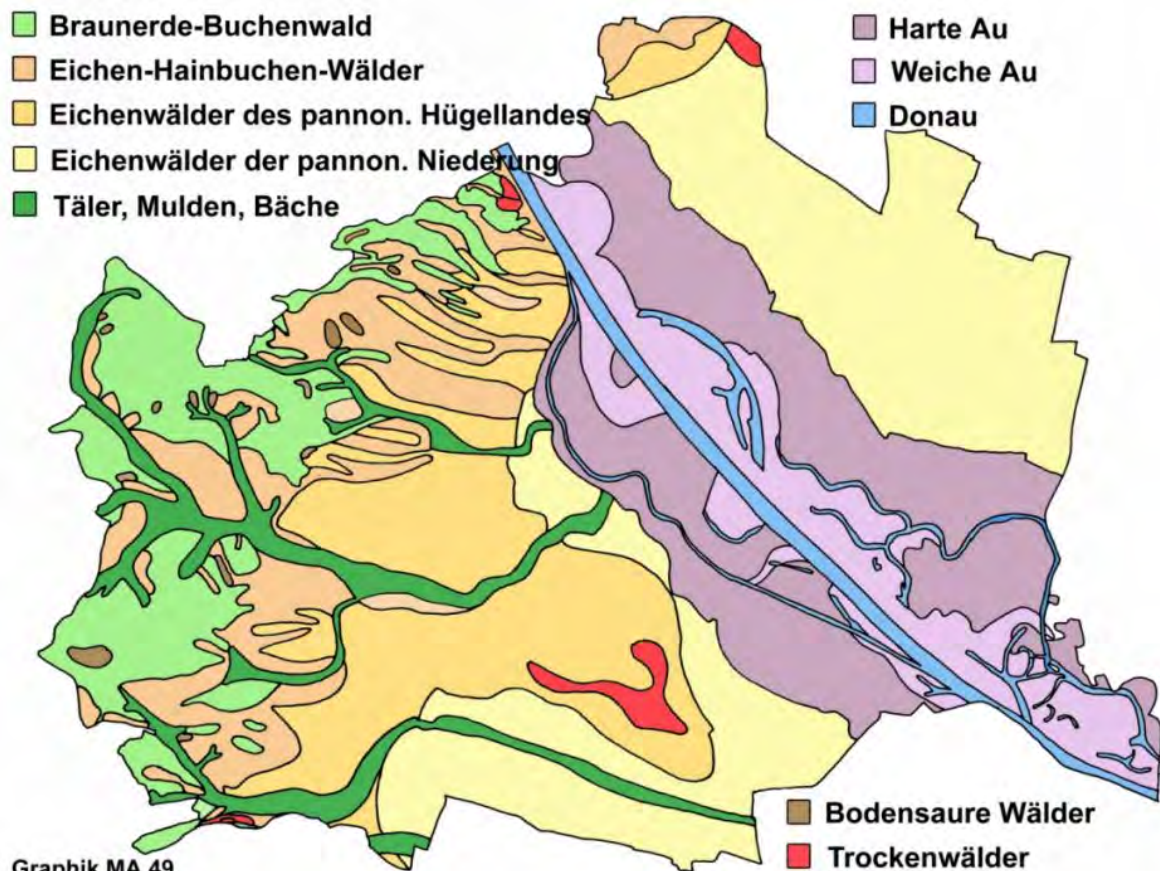 Braunerde-Buchenwald
Eichen-Hainbuchen-Wälder
Eichenwälder des pannon. Hügellandes
Eichenwälder der pannon. Niederung
Täler, Mulden, Bäche
Harte Au
Weiche Au
Donau
Bodensaure Wälder
Trockenwälder
Graphik MA 49